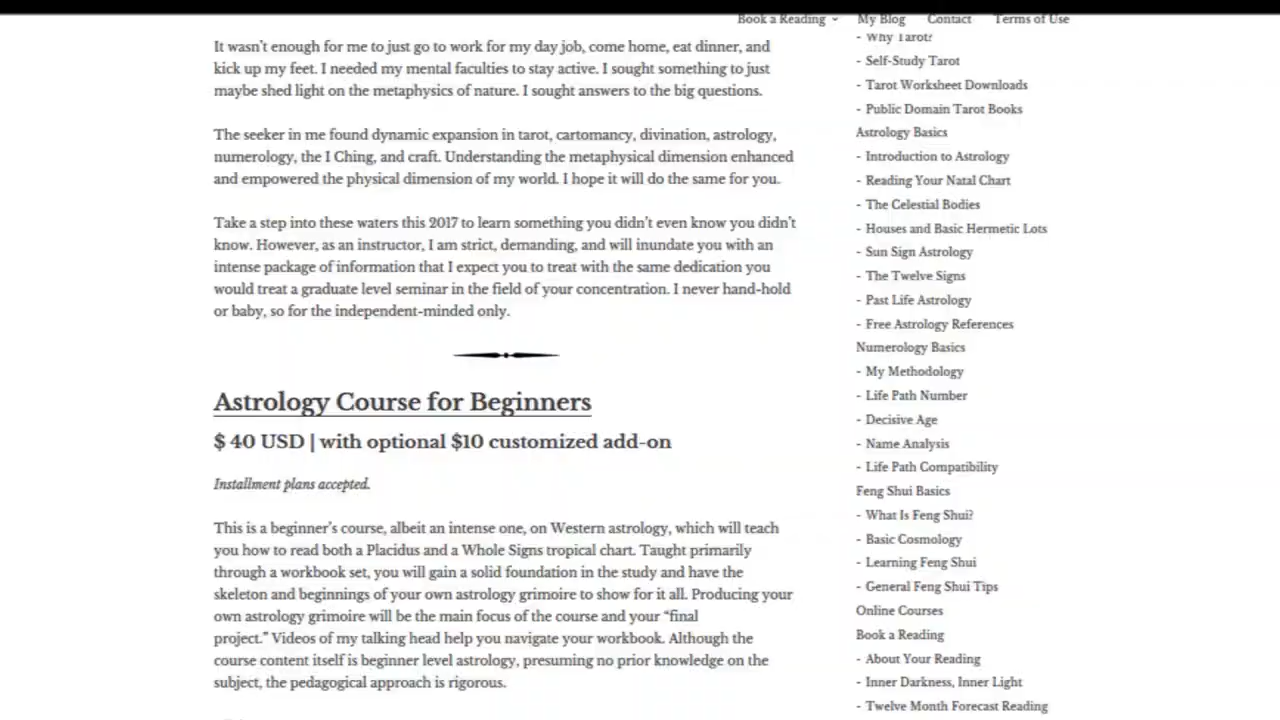 Book a Reading
My Blog
Contact
Terms of Use
It wasn't enough for me to just go to work for my day job, come home, eat dinner, and
kick up my feet. I needed my mental faculties to stay active. I sought something to just
maybe shed light on the metaphysics of nature. I sought answers to the big questions.
The seeker in me found dynamic expansion in tarot, cartomancy, divination, astrology,
numerology, the I Ching, and craft. Understanding the metaphysical dimension enhanced
and empowered the physical dimension of my world. I hope it will do the same for you.
Take a step into these waters this 2017 to learn something you didn't even know you didn't
know. However, as an instructor, I am strict, demanding, and will inundate you with an
intense package of information that I expect you to treat with the same dedication you
would treat a graduate level seminar in the field of your concentration. I never hand-hold
or baby, so for the independent-minded only.
Astrology Course for Beginners
$ 40 USD | with optional $10 customized add-on
Installment plans accepted.
This is a beginner's course, albeit an intense one, on Western astrology, which will teach
you how to read both a Placidus and a Whole Signs tropical chart. Taught primarily
through a workbook set, you will gain a solid foundation in the study and have the
skeleton and beginnings of your own astrology grimoire to show for it all. Producing your
own astrology grimoire will be the main focus of the course and your "final
project." Videos of my talking head help you navigate your workbook. Although the
course content itself is beginner level astrology, presuming no prior knowledge on the
subject, the pedagogical approach is rigorous.
- Why Tarot?
- Self-Study Tarot
- Tarot Worksheet Downloads
- Public Domain Tarot Books
Astrology Basics
- Introduction to Astrology
- Reading Your Natal Chart
- The Celestial Bodies
- Houses and Basic Hermetic Lots
- Sun Sign Astrology
- The Twelve Signs
- Past Life Astrology
- Free Astrology References
Numerology Basics
- My Methodology
- Life Path Number
- Decisive Age
- Name Analysis
- Life Path Compatibility
Feng Shui Basics
- What Is Feng Shui?
- Basic Cosmology
- Learning Feng Shui
- General Feng Shui Tips
Online Courses
Book a Reading
- About Your Reading
- Inner Darkness, Inner Light
- Twelve Month Forecast Reading